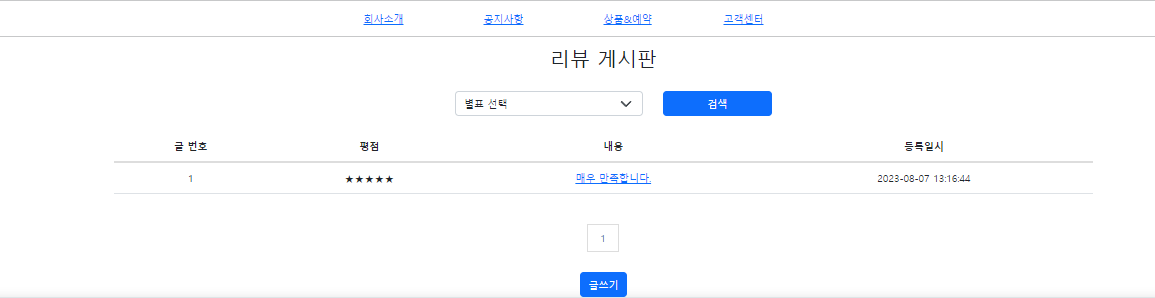 회사소개 공지사항 상품&예약 고객센터
리뷰 게시판
별표 선택 검색
글 번호 평점 내용 등록일시
1 ★★★★★ 매우 만족합니다. 2023-08-07 13:16:44
1
글쓰기